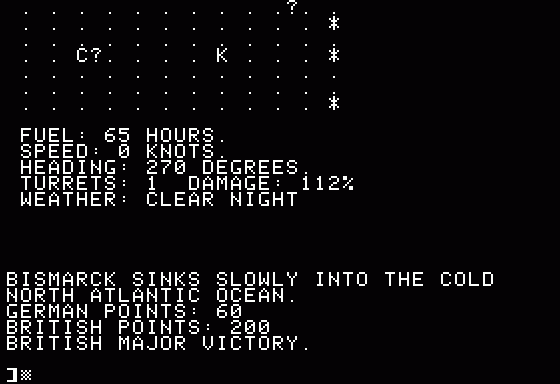 . . . . . . . . . . . .?
. . . . . . . . . . . . . *
. . . . . . . . . . . . .
. . C?. . . . . K . . . *
. . . . . . . . . . . .
. . . . . . . . . . . . *
FUEL: 65 HOURS.
SPEED: 0 KNOTS.
HEADING: 270 DEGREES.
TURRETS: 1 DAMAGE: 112%
WEATHER: CLEAR NIGHT
BISMARCK SINKS SLOWLY INTO THE COLD
NORTH ATLANTIC OCEAN.
GERMAN POINTS: 60
BRITISH POINTS: 200
BRITISH MAJOR VICTORY.
]